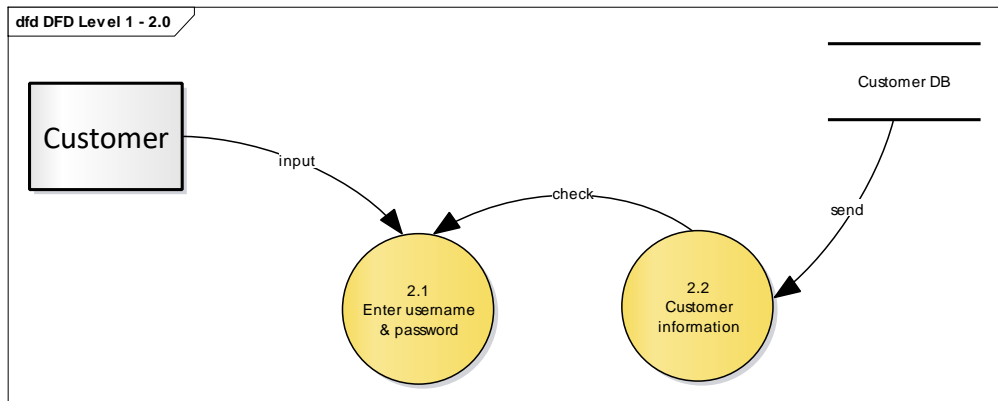 dfd DFD Level 1 - 2.0
Customer DB
Customer
input
check
send
2.1
Enter username
& password
2.2
Customer
information